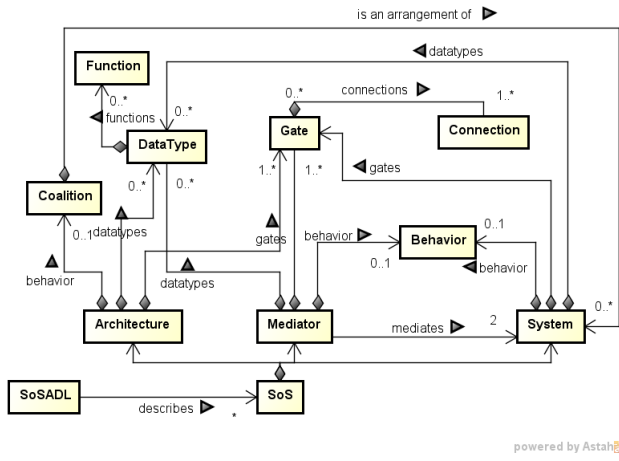 is an arrangement of
datatypes
Function
0..*
connections
0..*
1..*
functions
0..*
DataType
Gate
Connection
0..*
0..*
1..*
1..*
gates
Coalition
0..1
datatypes
gates
behavior
0..1
Behavior
0..1
behavior
behavior
datatypes
0..*
Architecture
Mediator
mediates
2
System
SoSADL
describes
*
SoS
powered by Astah